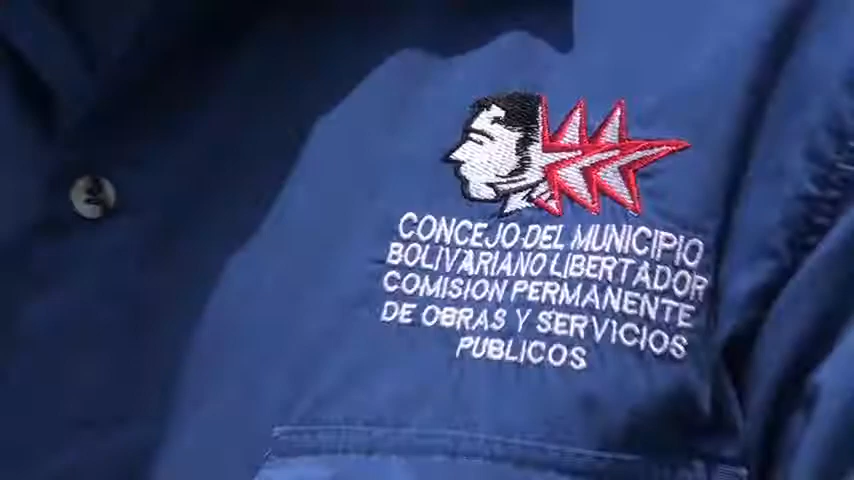 CONCEJO DEL MUNICIPIO
BOLIVARIANO LIBERTADOR
COMISION PERMANENTE
DE OBRAS Y SERVICIOS
PUBLICOS